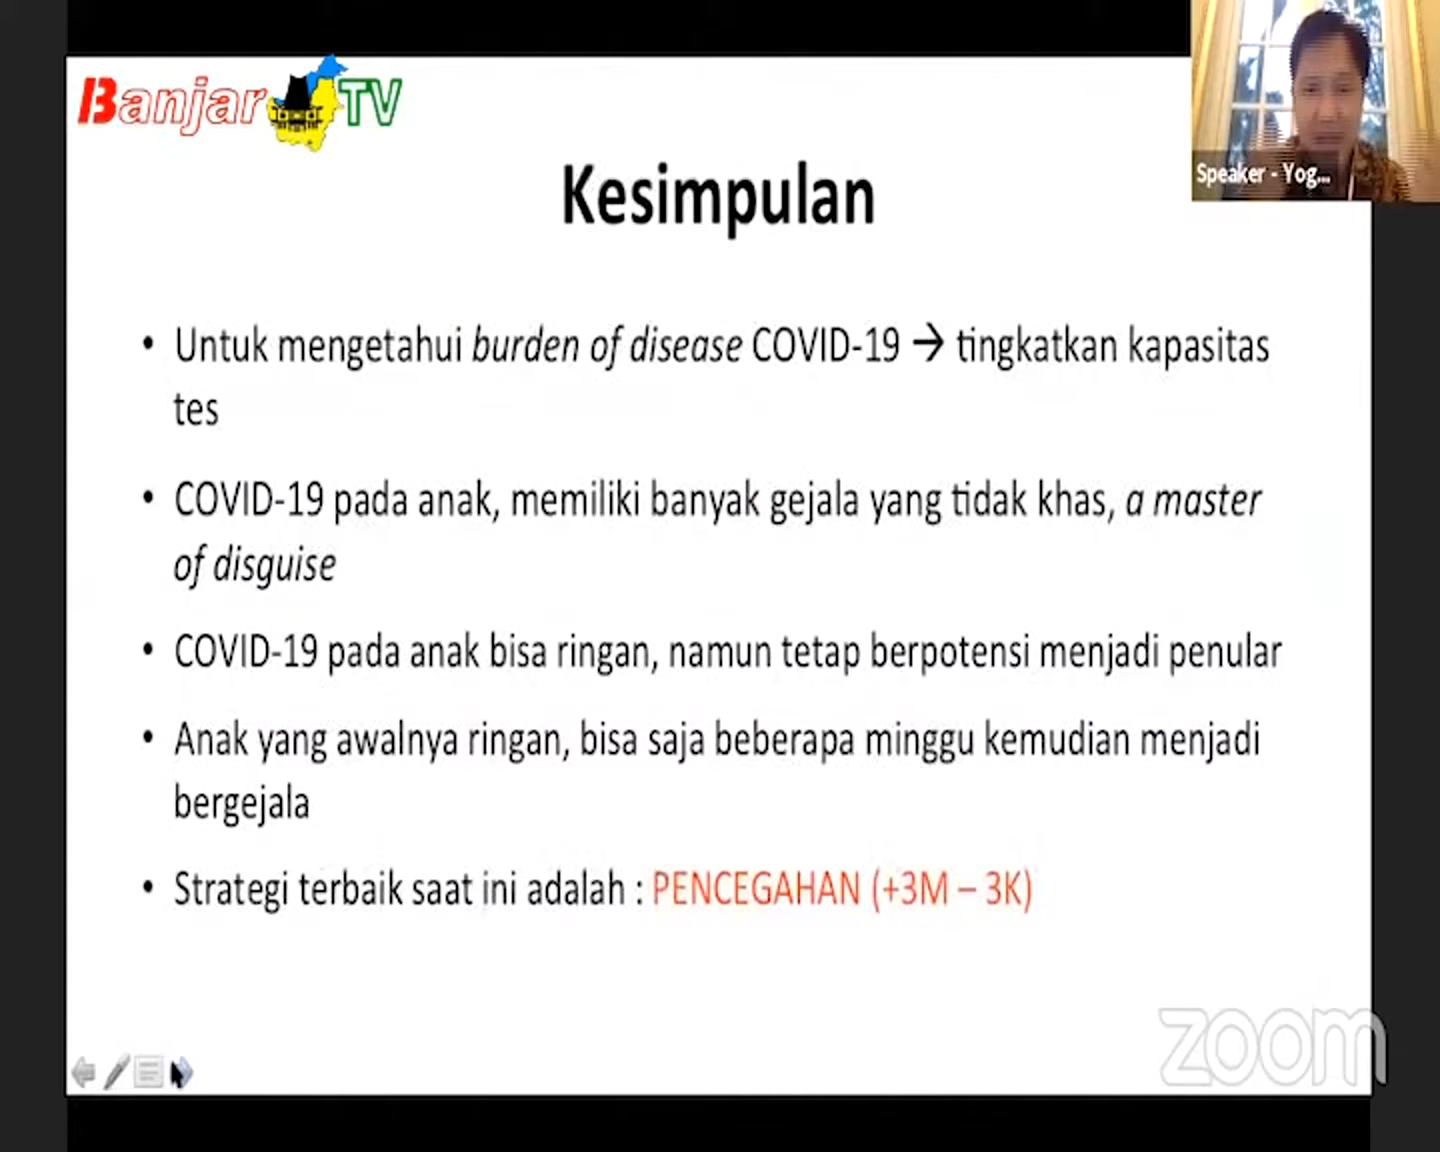 Banjar TV
Speaker - Yog...
Kesimpulan
• Untuk mengetahui burden of disease COVID-19 → tingkatkan kapasitas
tes
• COVID-19 pada anak, memiliki banyak gejala yang tidak khas, a master
of disguise
• COVID-19 pada anak bisa ringan, namun tetap berpotensi menjadi penular
• Anak yang awalnya ringan, bisa saja beberapa minggu kemudian menjadi
bergejala
• Strategi terbaik saat ini adalah : PENCEGAHAN (+3M – 3K)
zoom